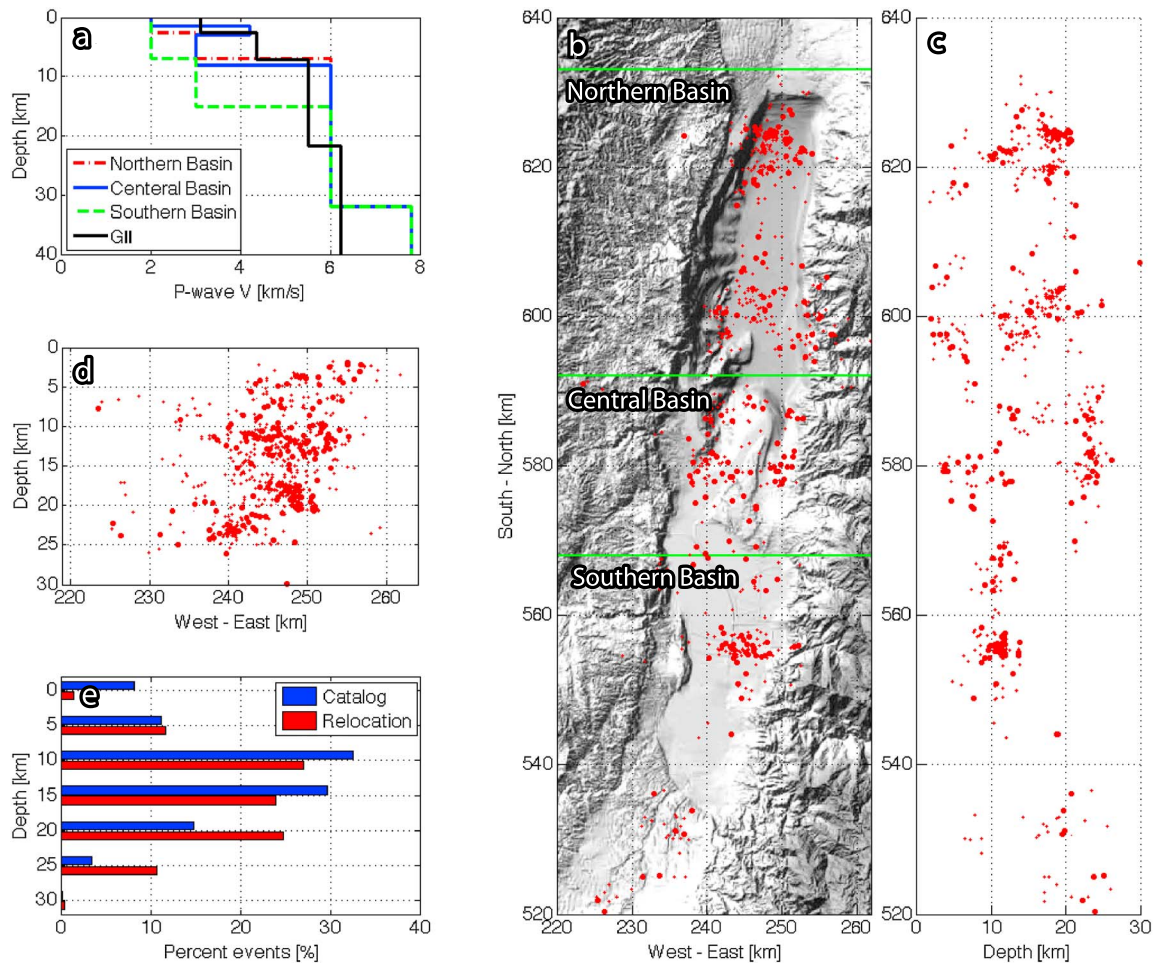 a
0
10
20
30
40
Depth [km]
Northern Basin
Centeral Basin
Southern Basin
GII
0 2 4 6 8
P-wave V [km/s]
d
0
5
10
15
20
25
30
Depth [km]
220 230 240 250 260
West - East [km]
e
Catalog
Relocation
0
5
10
15
20
25
30
Depth [km]
0 10 20 30 40
Percent events [%]
b
640
620
600
580
560
540
520
South - North [km]
Northern Basin
Central Basin
Southern Basin
220 230 240 250 260
West - East [km]
c
640
620
600
580
560
540
520
0 10 20 30
Depth [km]